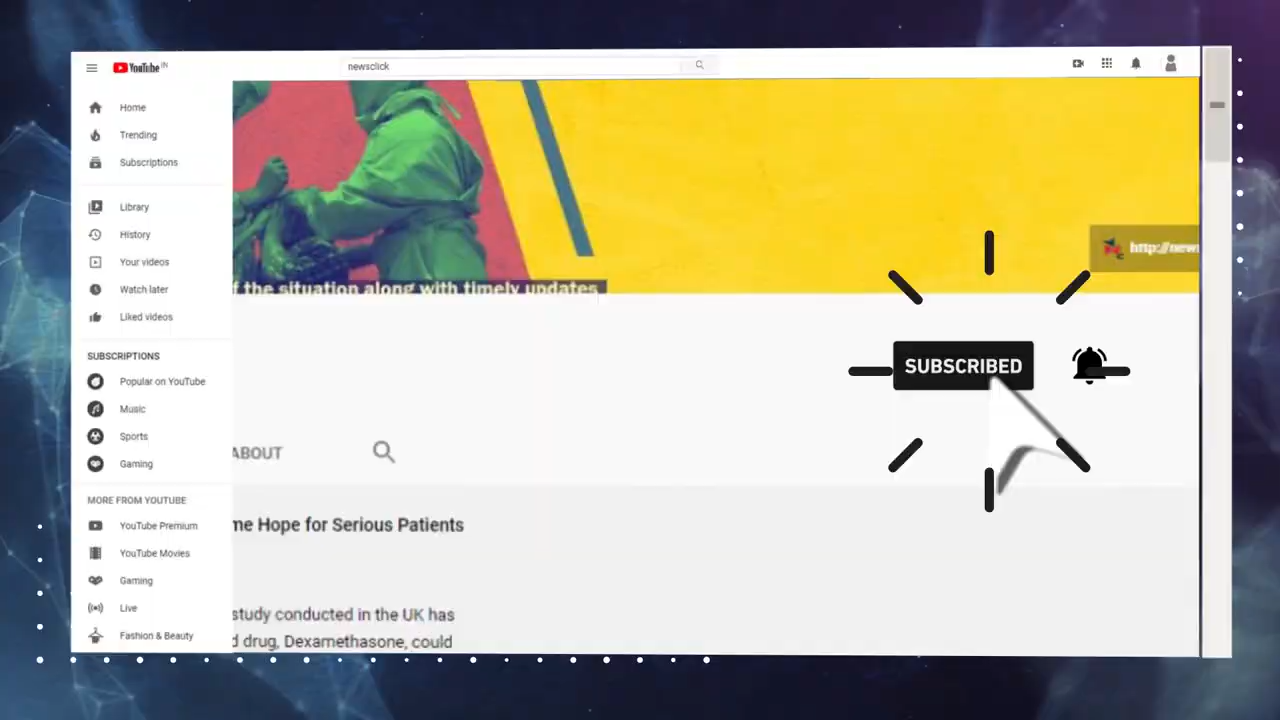 YouTube IN
newsclick
Home
Trending
Subscriptions
Library
History
Your videos
Watch later
Liked videos
SUBSCRIPTIONS
Popular on YouTube
Music
Sports
Gaming
MORE FROM YOUTUBE
YouTube Premium
YouTube Movies
Gaming
Live
Fashion & Beauty
http://news
f the situation along with timely updates
SUBSCRIBED
ABOUT
me Hope for Serious Patients
study conducted in the UK has
d drug, Dexamethasone, could